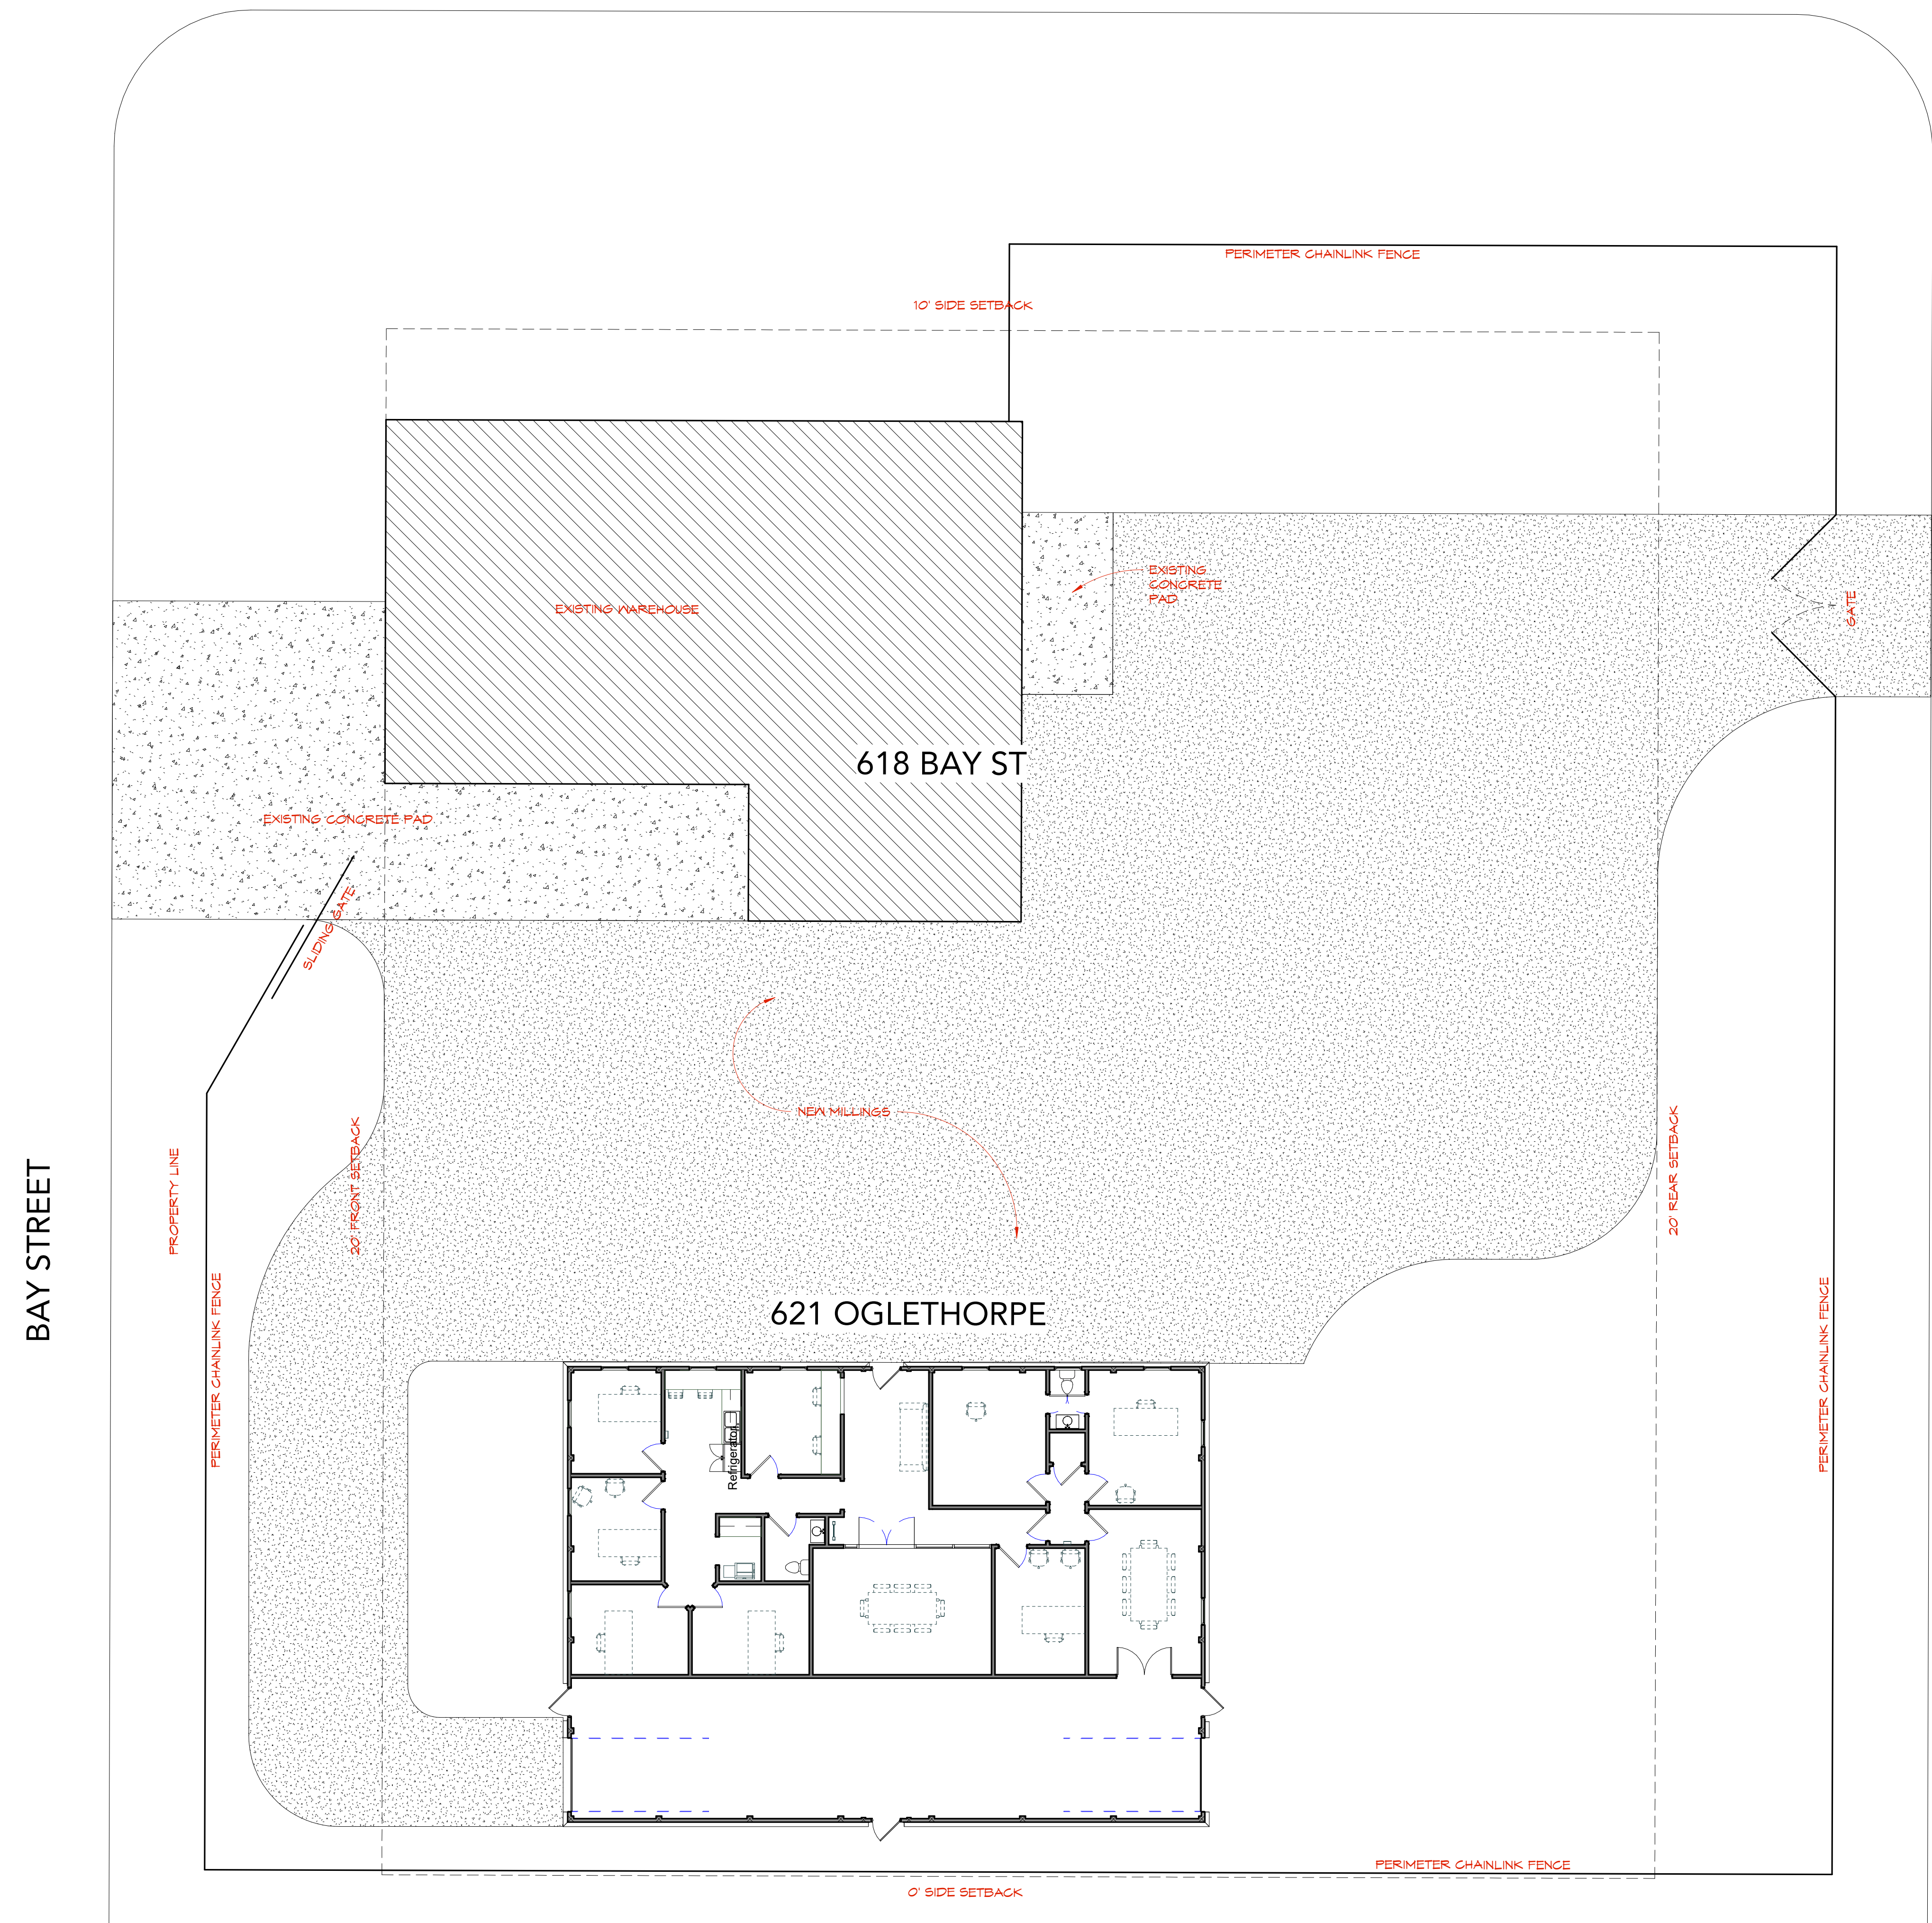 PERIMETER CHAINLINK FENCE
10' SIDE SETBACK
EXISTING
CONCRETE
PAD
GATE
EXISTING WAREHOUSE
618 BAY ST
EXISTING CONCRETE PAD
SLIDING GATE
NEW MILLINGS
BAY STREET
PROPERTY LINE
20' FRONT SETBACK
20' REAR SETBACK
PERIMETER CHAINLINK FENCE
PERIMETER CHAINLINK FENCE
621 OGLETHORPE
Refrigerator
PERIMETER CHAINLINK FENCE
0' SIDE SETBACK